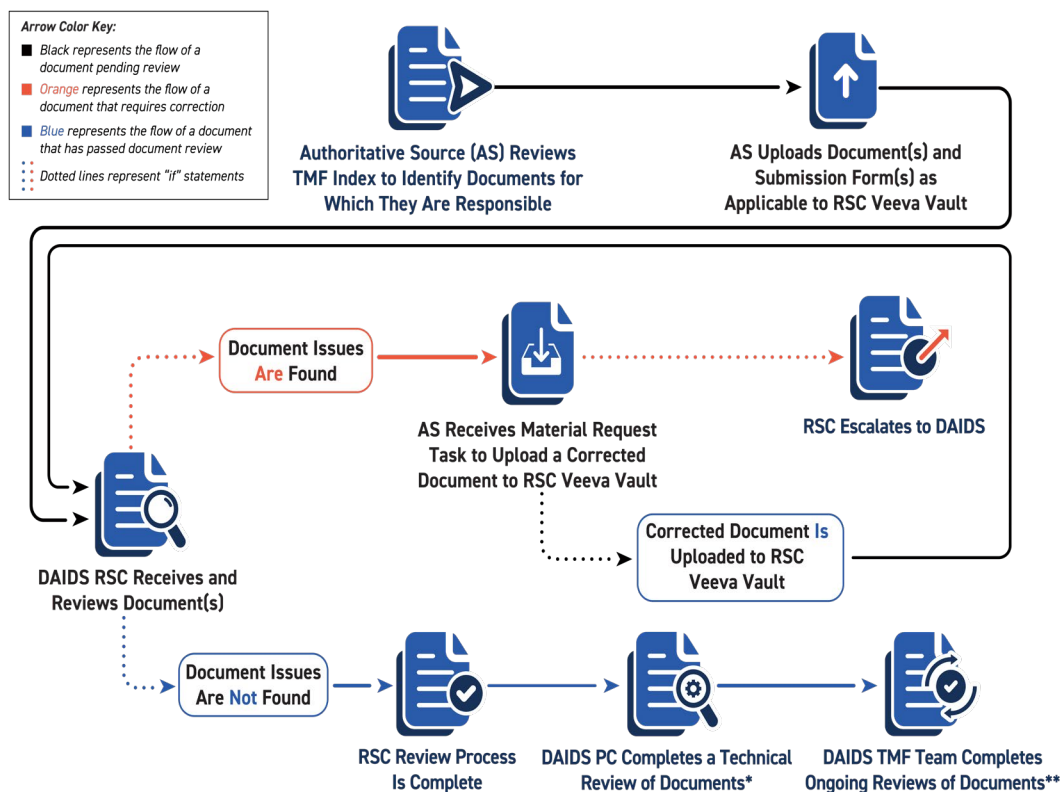 Arrow Color Key:
Black represents the flow of a
document pending review
Orange represents the flow of a
document that requires correction
Blue represents the flow of a document
that has passed document review
Dotted lines represent “if” statements
Authoritative Source (AS) Reviews
TMF Index to Identify Documents for
Which They Are Responsible
AS Uploads Document(s) and
Submission Form(s) as
Applicable to RSC Veeva Vault
Document Issues
Are Found
AS Receives Material Request
Task to Upload a Corrected
Document to RSC Veeva Vault
RSC Escalates to DAIDS
Corrected Document Is
Uploaded to RSC
Veeva Vault
DAIDS RSC Receives and
Reviews Document(s)
Document Issues
Are Not Found
RSC Review Process
Is Complete
DAIDS PC Completes a Technical
Review of Documents*
DAIDS TMF Team Completes
Ongoing Reviews of Documents**